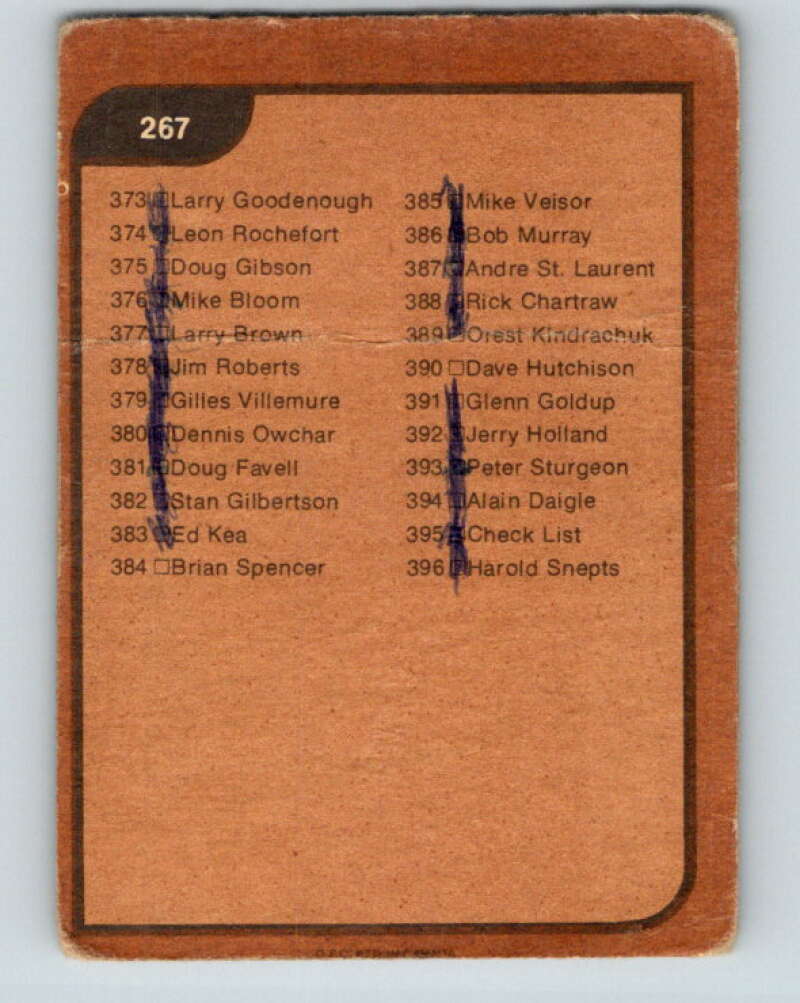 267
373 Larry Goodenough
374 Leon Rochefort
375 Doug Gibson
376 Mike Bloom
377 Larry Brown
378 Jim Roberts
379 Gilles Villemure
380 Dennis Owchar
381 Doug Favell
382 Stan Gilbertson
383 Ed Kea
384 □Brian Spencer
385 Mike Veisor
386 Bob Murray
387 Andre St. Laurent
388 Rick Chartraw
389 □Orest Kindrachuk
390 □Dave Hutchison
391 Glenn Goldup
392 Jerry Holland
393 Peter Sturgeon
394 Alain Daigle
395 Check List
396 Harold Snepts